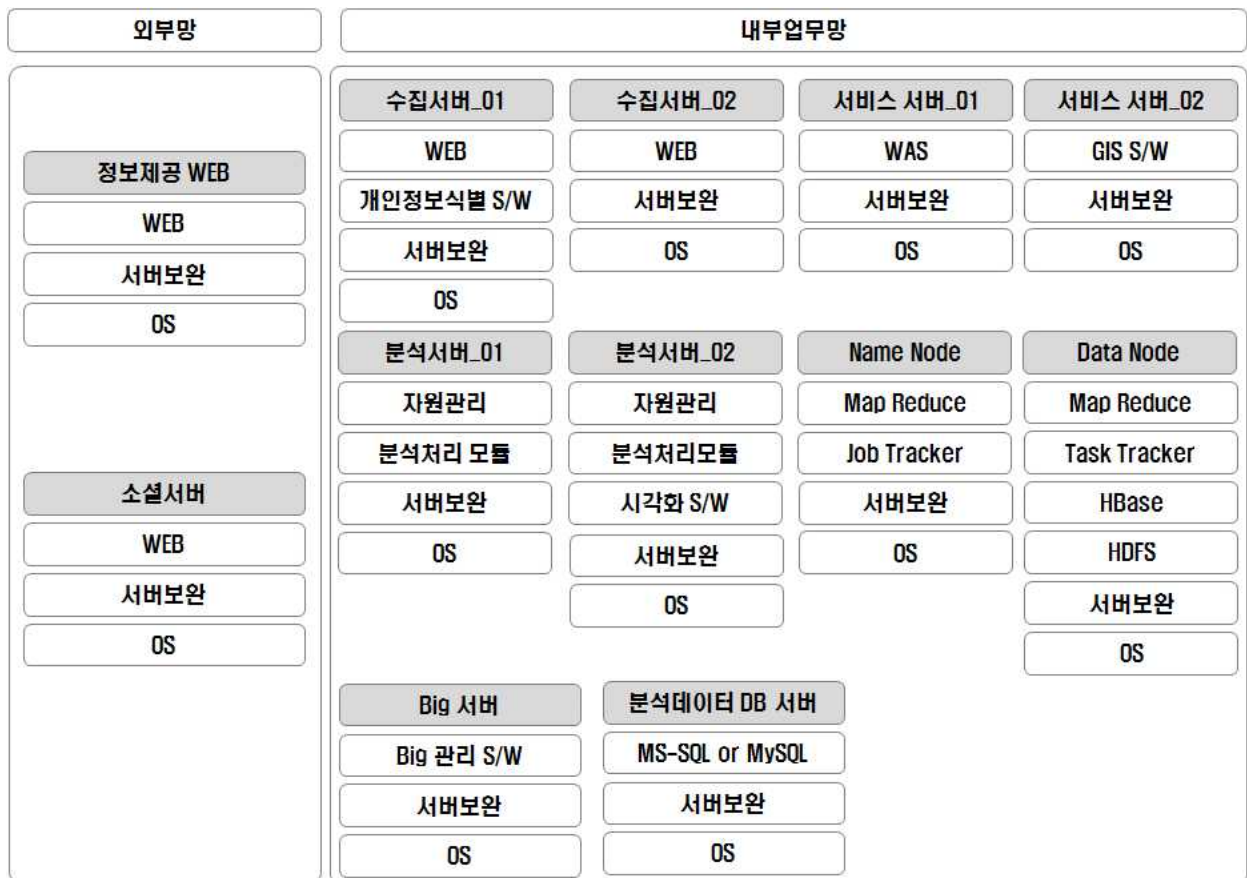 외부망
내부업무망
정보제공 WEB
WEB
서버보완
OS
소셜서버
WEB
서버보완
OS
수집서버_01
WEB
개인정보식별 S/W
서버보완
OS
수집서버_02
WEB
서버보완
OS
서비스 서버_01
WAS
서버보완
OS
서비스 서버_02
GIS S/W
서버보완
OS
분석서버_01
자원관리
분석처리 모듈
서버보완
OS
분석서버_02
자원관리
분석처리모듈
시각화 S/W
서버보완
OS
Name Node
Map Reduce
Job Tracker
서버보완
OS
Data Node
Map Reduce
Task Tracker
HBase
HDFS
서버보완
OS
Big 서버
Big 관리 S/W
서버보완
OS
분석데이터 DB 서버
MS-SQL or MySQL
서버보완
OS